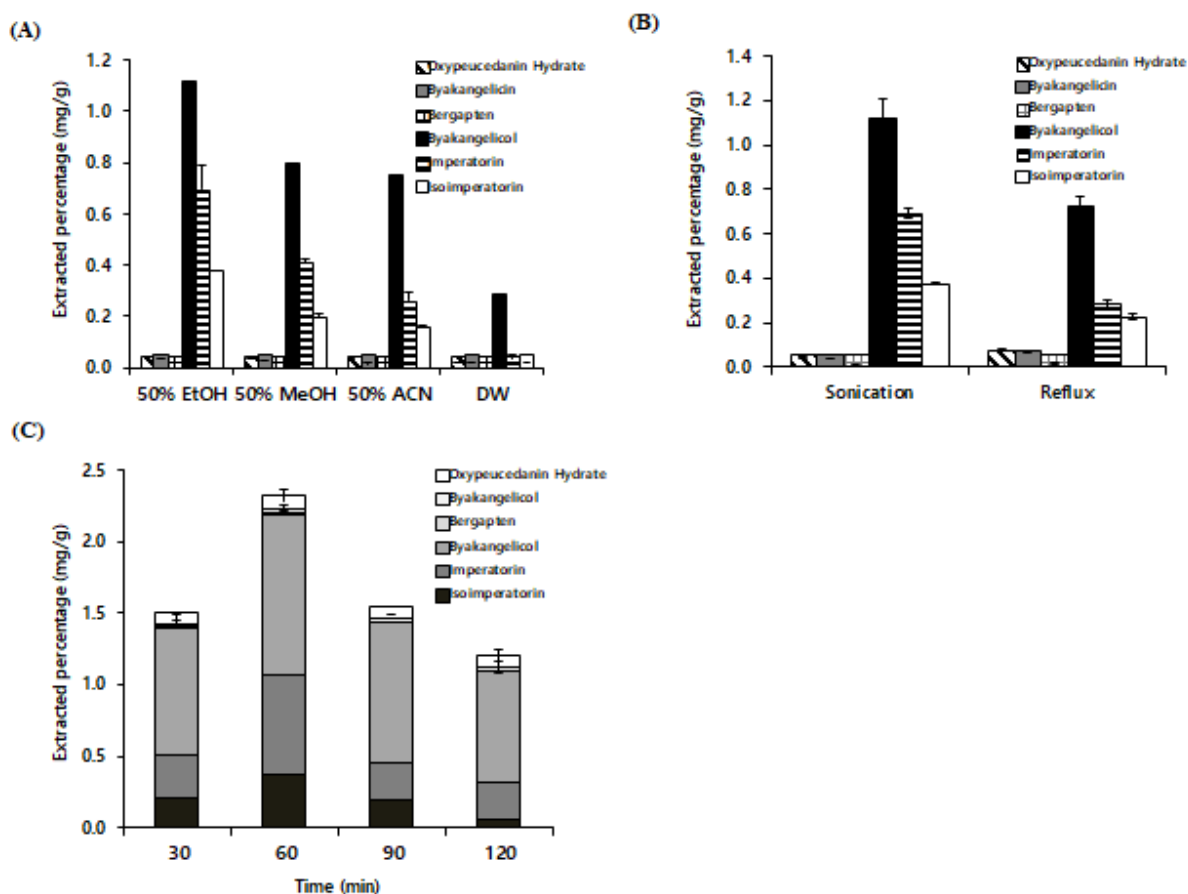 (A)
Extracted percentage (mg/g)
1.2
1.0
0.8
0.6
0.4
0.2
0.0
Oxypeucedanin Hydrate
Byakangelicin
Bergapten
Byakangelicol
Imperatorin
Isoimperatorin
50% EtOH 50% MeOH 50% ACN DW
(B)
Extracted percentage (mg/g)
1.4
1.2
1.0
0.8
0.6
0.4
0.2
0.0
Oxypeucedanin Hydrate
Byakangelicin
Bergapten
Byakangelicol
Imperatorin
Isoimperatorin
Sonication Reflux
(C)
Extracted percentage (mg/g)
2.5
2.0
1.5
1.0
0.5
0.0
Oxypeucedanin Hydrate
Byakangelicol
Bergapten
Byakangelicol
Imperatorin
Isoimperatorin
30 60 90 120
Time (min)